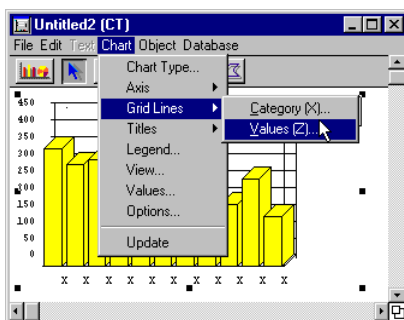 Untitled2 (CT)
File Edit Text Chart Object Database
Chart Type...
Axis
Grid Lines
Titles
Legend...
View...
Values...
Options...
Update
Category (X)...
Values (Z)...
450
400
350
300
250
200
150
100
50
0
X X X X X X X X X X X